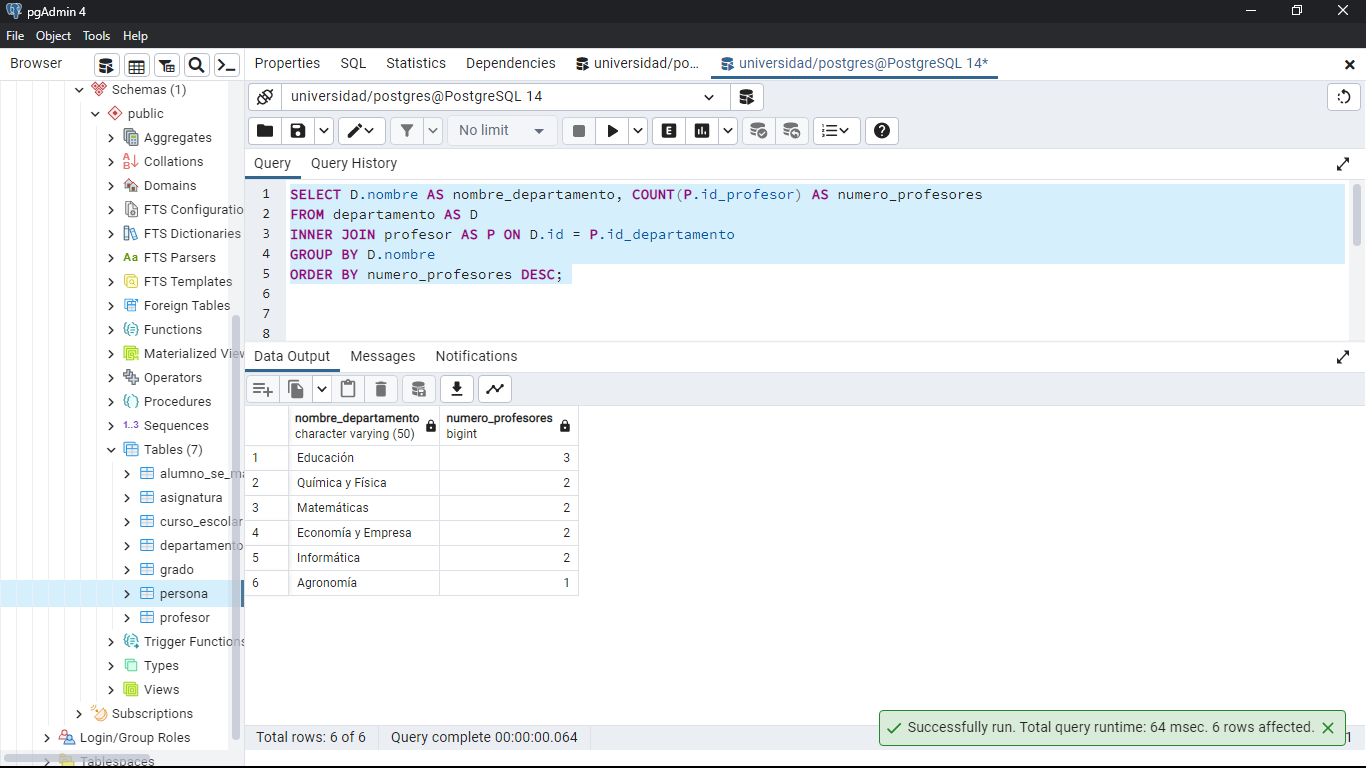 pgAdmin 4
File Object Tools Help
Browser
Properties SQL Statistics Dependencies universidad/po... universidad/postgres@PostgreSQL 14*
Schemas (1)
public
Aggregates
Collations
Domains
FTS Configuratio
FTS Dictionaries
FTS Parsers
FTS Templates
Foreign Tables
Functions
Materialized View
Operators
Procedures
1..3 Sequences
Tables (7)
alumno_se_ma
asignatura
curso_escolar
departamento
grado
persona
profesor
Trigger Functions
Types
Views
Subscriptions
Login/Group Roles
Tablespaces
universidad/postgres@PostgreSQL 14
No limit
E
Query Query History
1 SELECT D.nombre AS nombre_departamento, COUNT(P.id_profesor) AS numero_profesores
2 FROM departamento AS D
3 INNER JOIN profesor AS P ON D.id = P.id_departamento
4 GROUP BY D.nombre
5 ORDER BY numero_profesores DESC;
6
7
8
Data Output Messages Notifications
nombre_departamento numero_profesores
character varying (50) bigint
1 Educación 3
2 Química y Física 2
3 Matemáticas 2
4 Economía y Empresa 2
5 Informática 2
6 Agronomía 1
Successfully run. Total query runtime: 64 msec. 6 rows affected.
Total rows: 6 of 6 Query complete 00:00:00.064